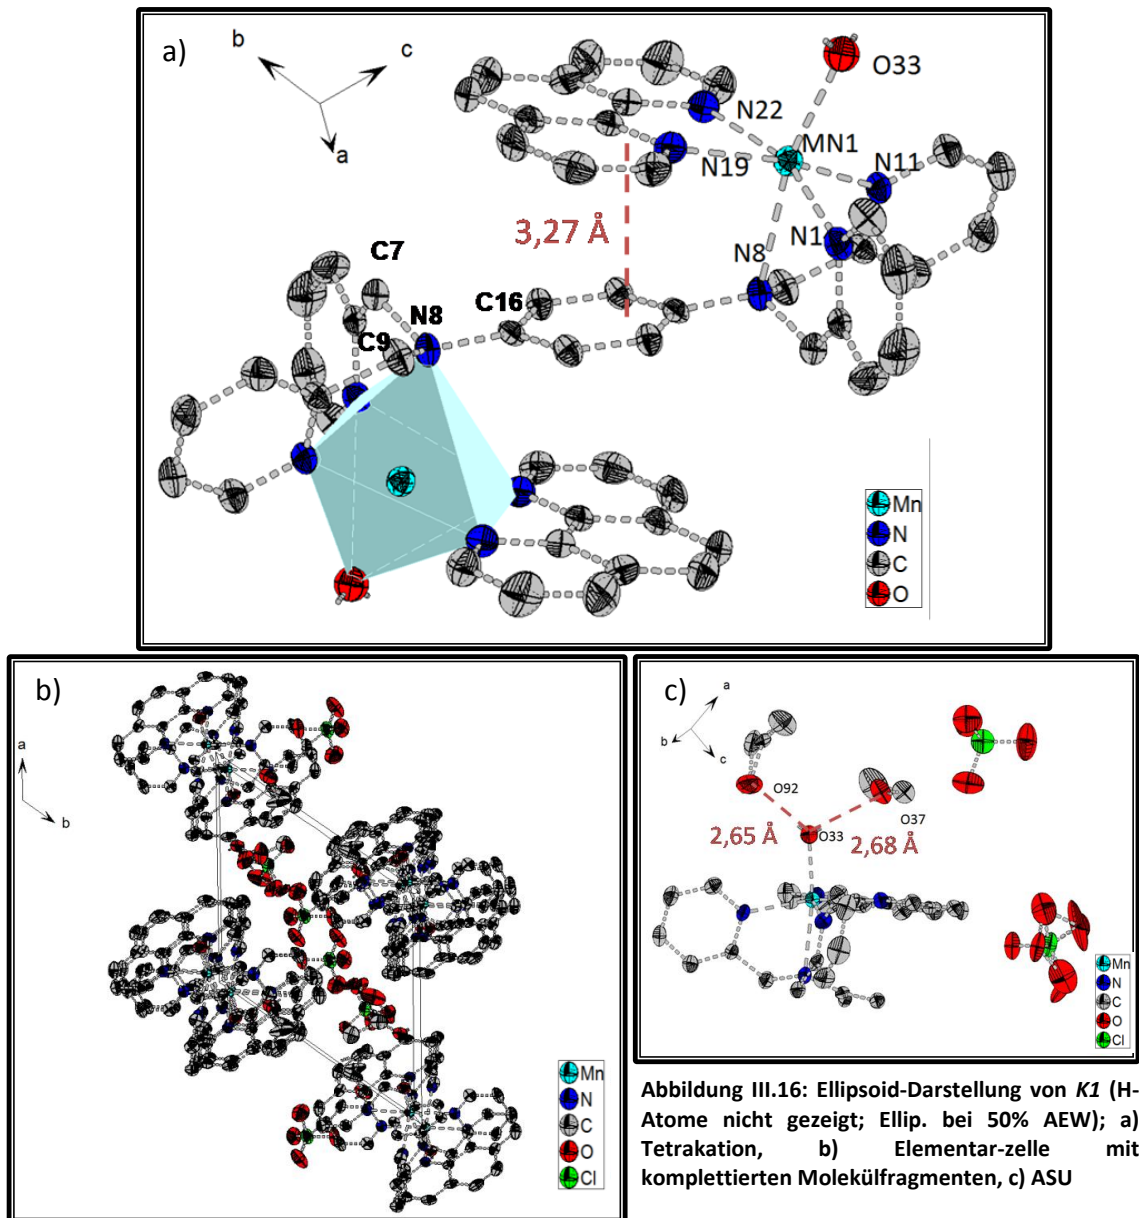 a)
b
c
a
O33
N22
MN1
N19
N11
3,27 Å
N1
N8
C7
C16
N8
C9
Mn
N
C
O
b)
a
b
Mn
N
C
O
Cl
c)
a
b
c
O92
O37
2,65 Å
O33
2,68 Å
Mn
N
C
O
Cl
Abbildung III.16: Ellipsoid-Darstellung von K1 (H-
Atome nicht gezeigt; Ellip. bei 50% AEW); a)
Tetrakation, b) Elementar-zelle mit
komplettierten Molekülfragmenten, c) ASU